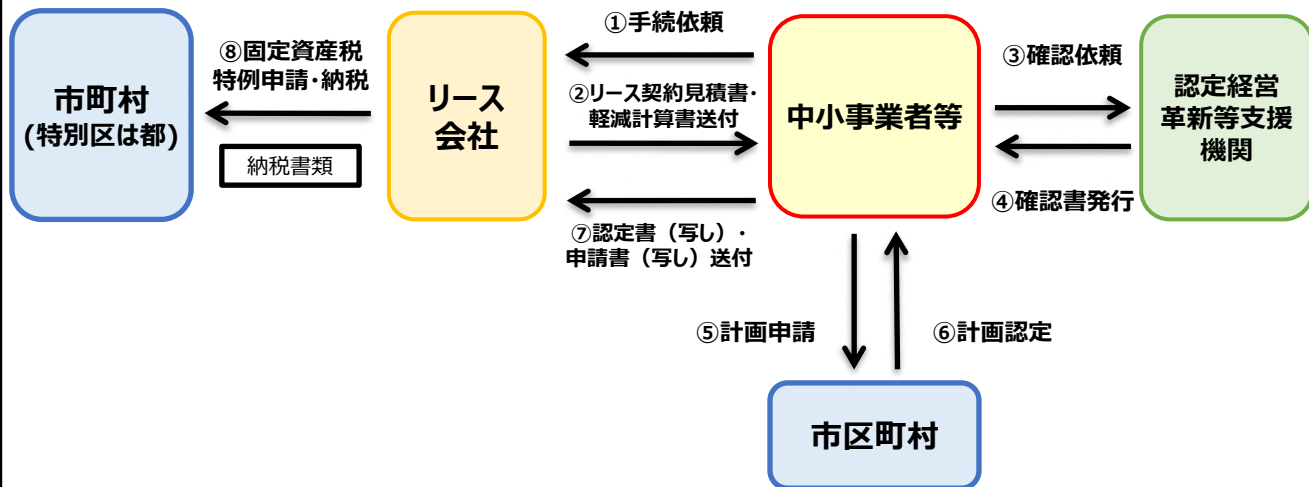 ①手続依頼
⑧固定資産税
特例申請・納税
市町村
(特別区は都)
納税書類
リース
会社
②リース契約見積書・
軽減計算書送付
中小事業者等
③確認依頼
認定経営
革新等支援
機関
④確認書発行
⑦認定書（写し）・
申請書（写し）送付
⑤計画申請
⑥計画認定
市区町村